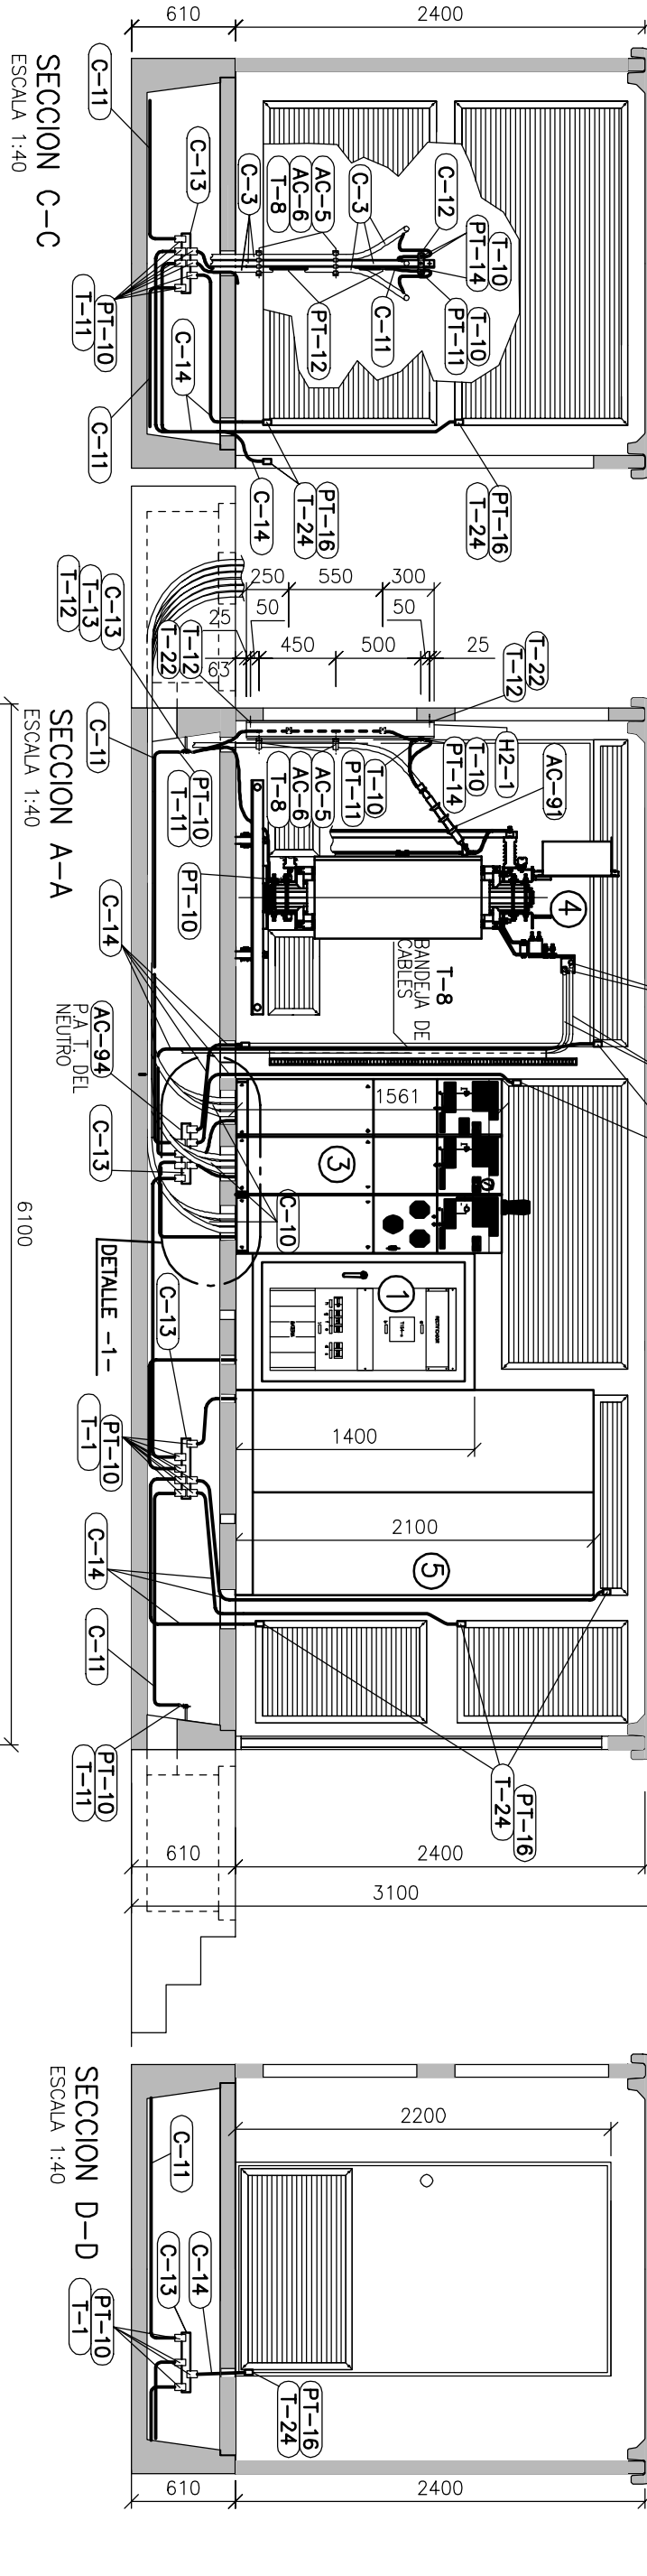 610
2400
SECCION C-C
ESCALA 1:40
C-11
C-13
C-3
T-8
AC-6
AC-5
C-3
C-12
PT-14
T-10
PT-11
T-10
C-11
PT-12
T-11
PT-10
C-14
C-11
C-14
T-24
PT-16
T-24
PT-16
250
550
300
50
50
25
450
500
25
63
T-12
T-13
C-13
T-22
T-12
T-12
T-22
SECCION A-A
ESCALA 1:40
C-11
T-11
PT-10
T-8
AC-6
AC-5
PT-11
T-10
PT-14
T-10
H2-1
AC-91
PT-10
4
C-14
T-8
BANDEJA DE
CABLES
AC-94
P.A.T. DEL
NEUTRO
C-13
1561
3
C-10
6100
DETALLE -1-
1
C-13
T-1
PT-10
1400
2100
5
C-14
C-11
T-11
PT-10
T-24
PT-16
610
2400
3100
SECCION D-D
ESCALA 1:40
2200
C-11
C-13
C-14
T-1
PT-10
T-24
PT-16
610
2400